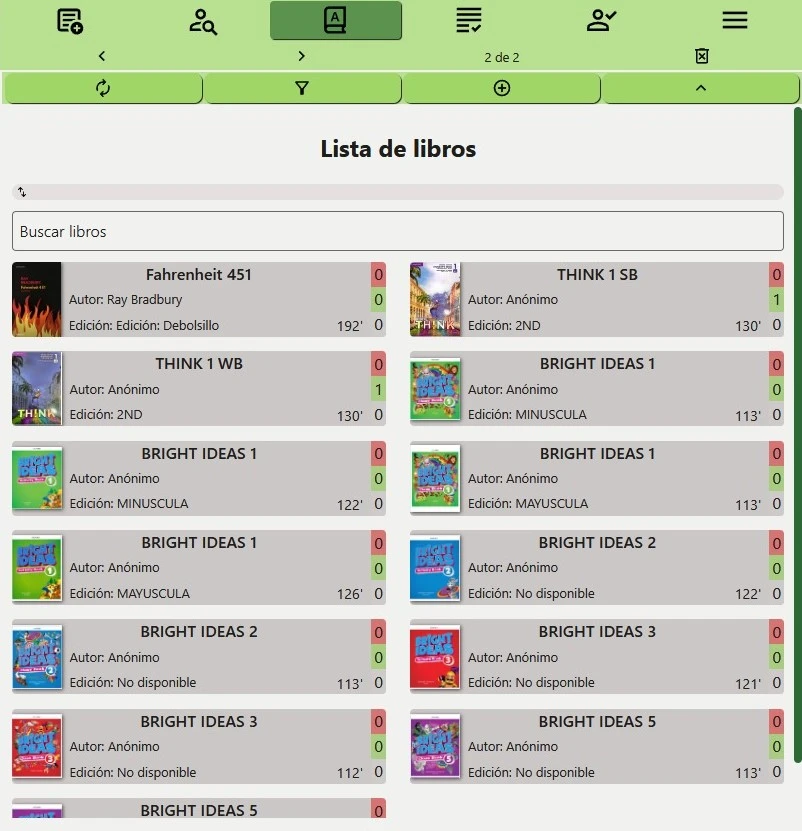 2 de 2
Lista de libros
Buscar libros
Fahrenheit 451
0
Autor: Ray Bradbury
0
Edición: Edición: Debolsillo
192'
0
THINK 1 SB
0
Autor: Anónimo
1
Edición: 2ND
130'
0
THINK 1 WB
0
Autor: Anónimo
1
Edición: 2ND
130'
0
BRIGHT IDEAS 1
0
Autor: Anónimo
0
Edición: MINUSCULA
113'
0
BRIGHT IDEAS 1
0
Autor: Anónimo
0
Edición: MINUSCULA
122'
0
BRIGHT IDEAS 1
0
Autor: Anónimo
0
Edición: MAYUSCULA
113'
0
BRIGHT IDEAS 1
0
Autor: Anónimo
0
Edición: MAYUSCULA
126'
0
BRIGHT IDEAS 2
0
Autor: Anónimo
0
Edición: No disponible
122'
0
BRIGHT IDEAS 2
0
Autor: Anónimo
0
Edición: No disponible
113'
0
BRIGHT IDEAS 3
0
Autor: Anónimo
0
Edición: No disponible
121'
0
BRIGHT IDEAS 3
0
Autor: Anónimo
0
Edición: No disponible
112'
0
BRIGHT IDEAS 5
0
Autor: Anónimo
0
Edición: No disponible
113'
0
BRIGHT IDEAS 5
0